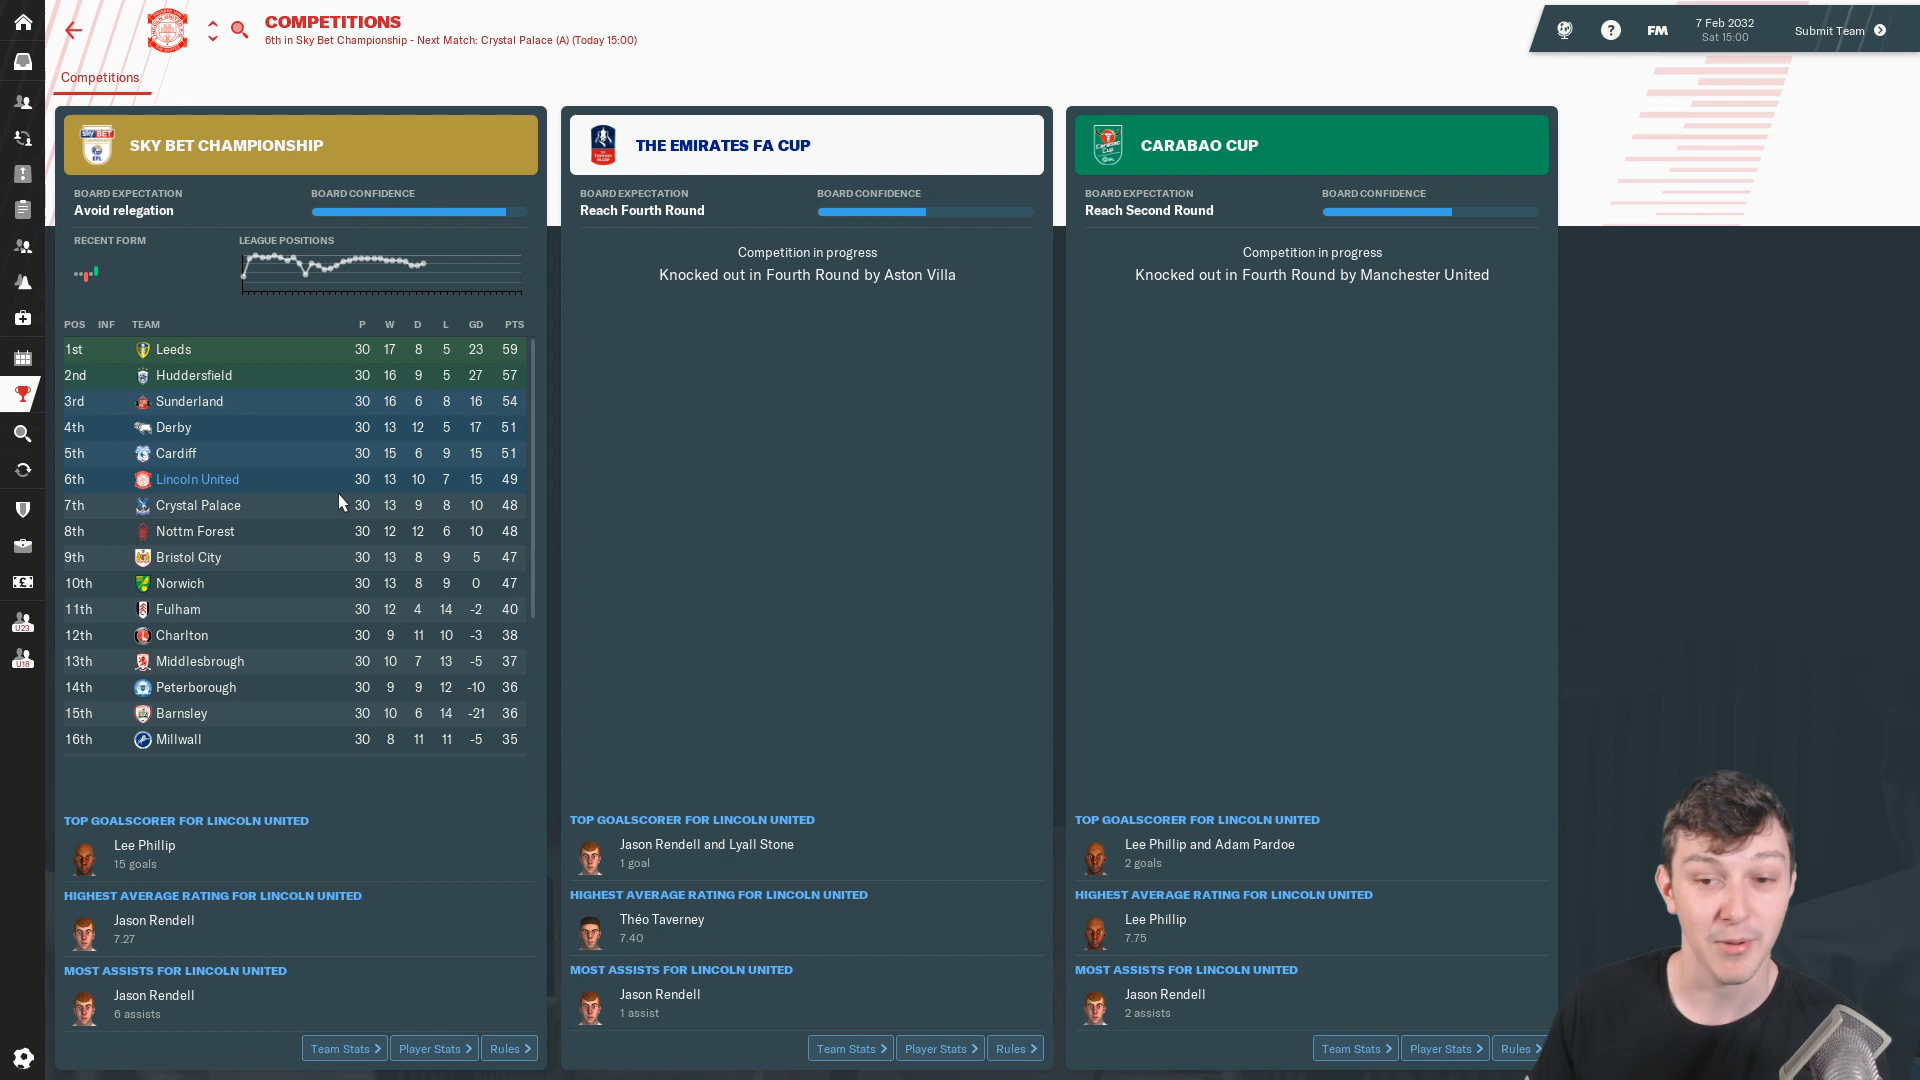 COMPETITIONS
6th in Sky Bet Championship - Next Match: Crystal Palace (A) (Today 15:00)
FM
7 Feb 2032
Sat 15:00
Submit Team
Competitions
SKY BET CHAMPIONSHIP
BOARD EXPECTATION BOARD CONFIDENCE
Avoid relegation
RECENT FORM LEAGUE POSITIONS
POS INF TEAM P W D L GD PTS
1st Leeds 30 17 8 5 23 59
2nd Huddersfield 30 16 9 5 27 57
3rd Sunderland 30 16 6 8 16 54
4th Derby 30 13 12 5 17 51
5th Cardiff 30 15 6 9 15 51
6th Lincoln United 30 13 10 7 15 49
7th Crystal Palace 30 13 9 8 10 48
8th Nottm Forest 30 12 12 6 10 48
9th Bristol City 30 13 8 9 5 47
10th Norwich 30 13 8 9 0 47
11th Fulham 30 12 4 14 -2 40
12th Charlton 30 9 11 10 -3 38
13th Middlesbrough 30 10 7 13 -5 37
14th Peterborough 30 9 9 12 -10 36
15th Barnsley 30 10 6 14 -21 36
16th Millwall 30 8 11 11 -5 35
TOP GOALSCORER FOR LINCOLN UNITED
Lee Phillip
15 goals
HIGHEST AVERAGE RATING FOR LINCOLN UNITED
Jason Rendell
7.27
MOST ASSISTS FOR LINCOLN UNITED
Jason Rendell
6 assists
Team Stats Player Stats Rules
THE EMIRATES FA CUP
BOARD EXPECTATION BOARD CONFIDENCE
Reach Fourth Round
Competition in progress
Knocked out in Fourth Round by Aston Villa
TOP GOALSCORER FOR LINCOLN UNITED
Jason Rendell and Lyall Stone
1 goal
HIGHEST AVERAGE RATING FOR LINCOLN UNITED
Théo Taverney
7.40
MOST ASSISTS FOR LINCOLN UNITED
Jason Rendell
1 assist
Team Stats Player Stats Rules
CARABAO CUP
BOARD EXPECTATION BOARD CONFIDENCE
Reach Second Round
Competition in progress
Knocked out in Fourth Round by Manchester United
TOP GOALSCORER FOR LINCOLN UNITED
Lee Phillip and Adam Pardoe
2 goals
HIGHEST AVERAGE RATING FOR LINCOLN UNITED
Lee Phillip
7.75
MOST ASSISTS FOR LINCOLN UNITED
Jason Rendell
2 assists
Team Stats Player Stats Rules
U23
U18